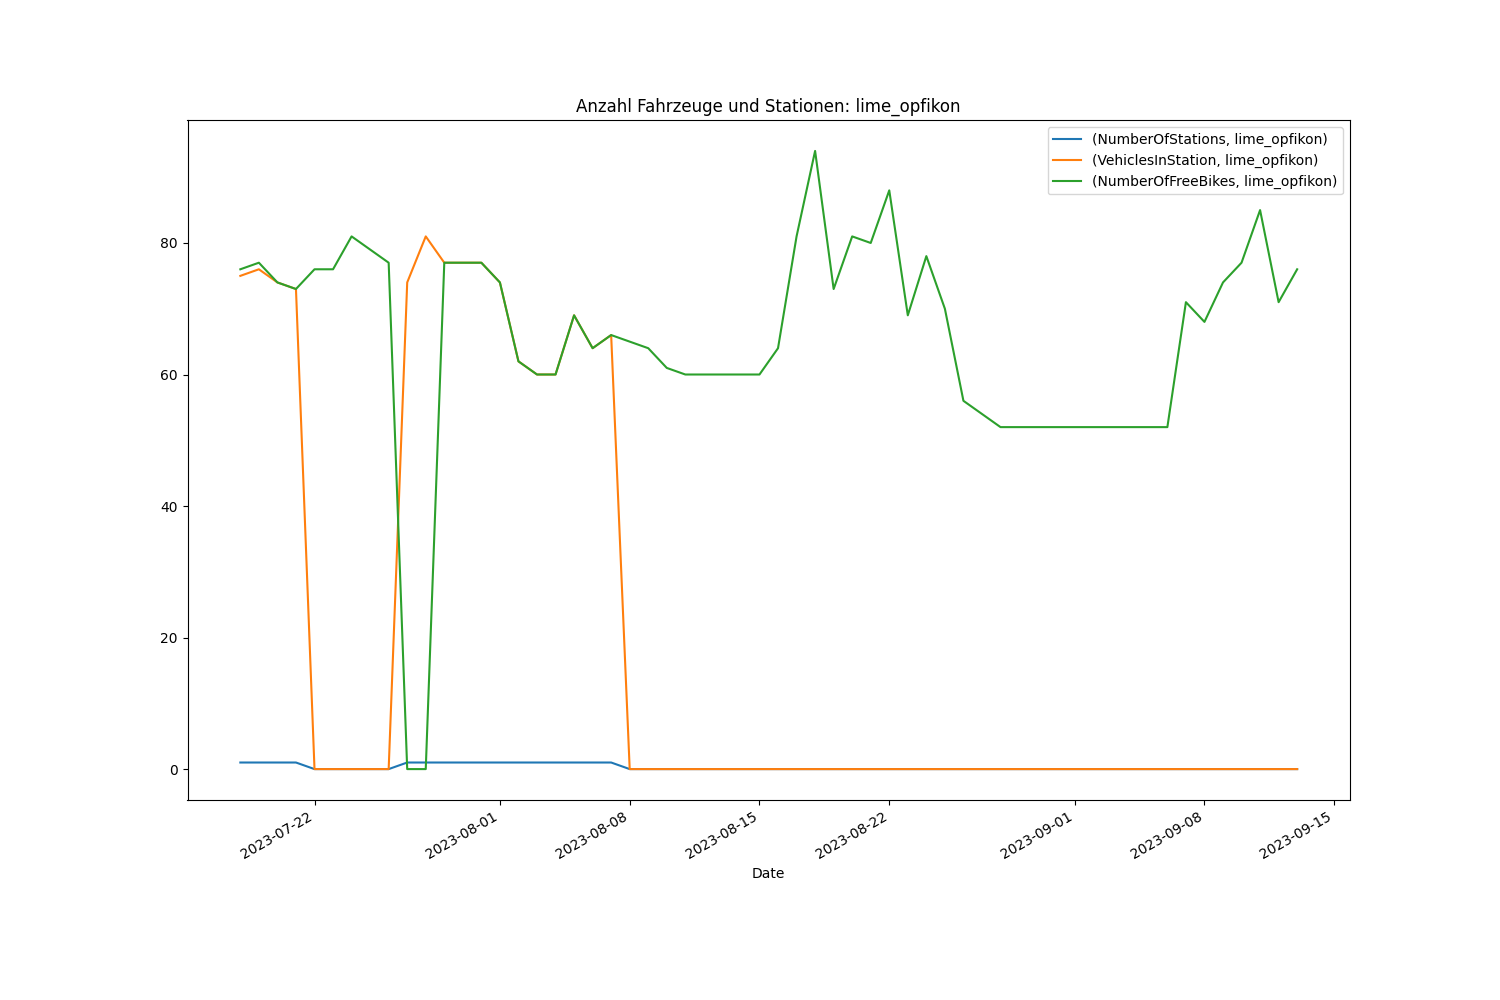 Anzahl Fahrzeuge und Stationen: lime_opfikon
(NumberOfStations, lime_opfikon)
(VehiclesInStation, lime_opfikon)
(NumberOfFreeBikes, lime_opfikon)
80
60
40
20
0
2023-07-22
2023-08-01
2023-08-08
2023-08-15
2023-08-22
2023-09-01
2023-09-08
2023-09-15
Date